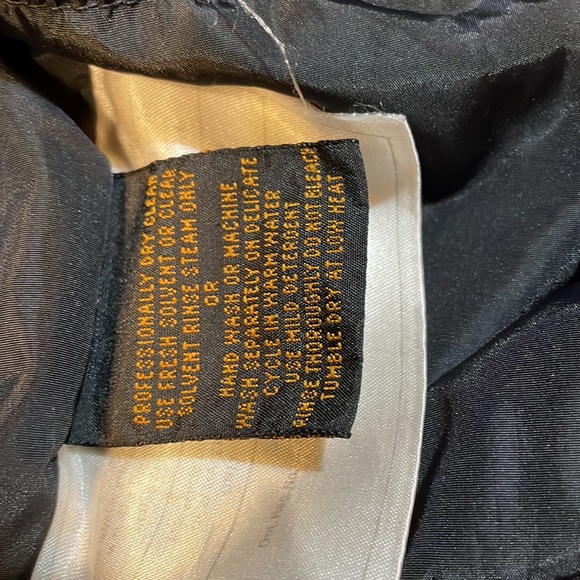 PROFESSIONALLY DRY CLEAN
USE FRESH SOLVENT OR CLEAR
SOLVENT RINSE STEAM ONLY
OR
HAND WASH OR MACHINE
WASH SEPARATELY ON DELICATE
CYCLE IN WARM WATER
USE MILD DETERGENT
RINSE THOROUGHLY DO NOT BLEACH
TUMBLE DRY AT LOW HEAT